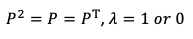 P² = P = Pᵀ, λ = 1 or 0